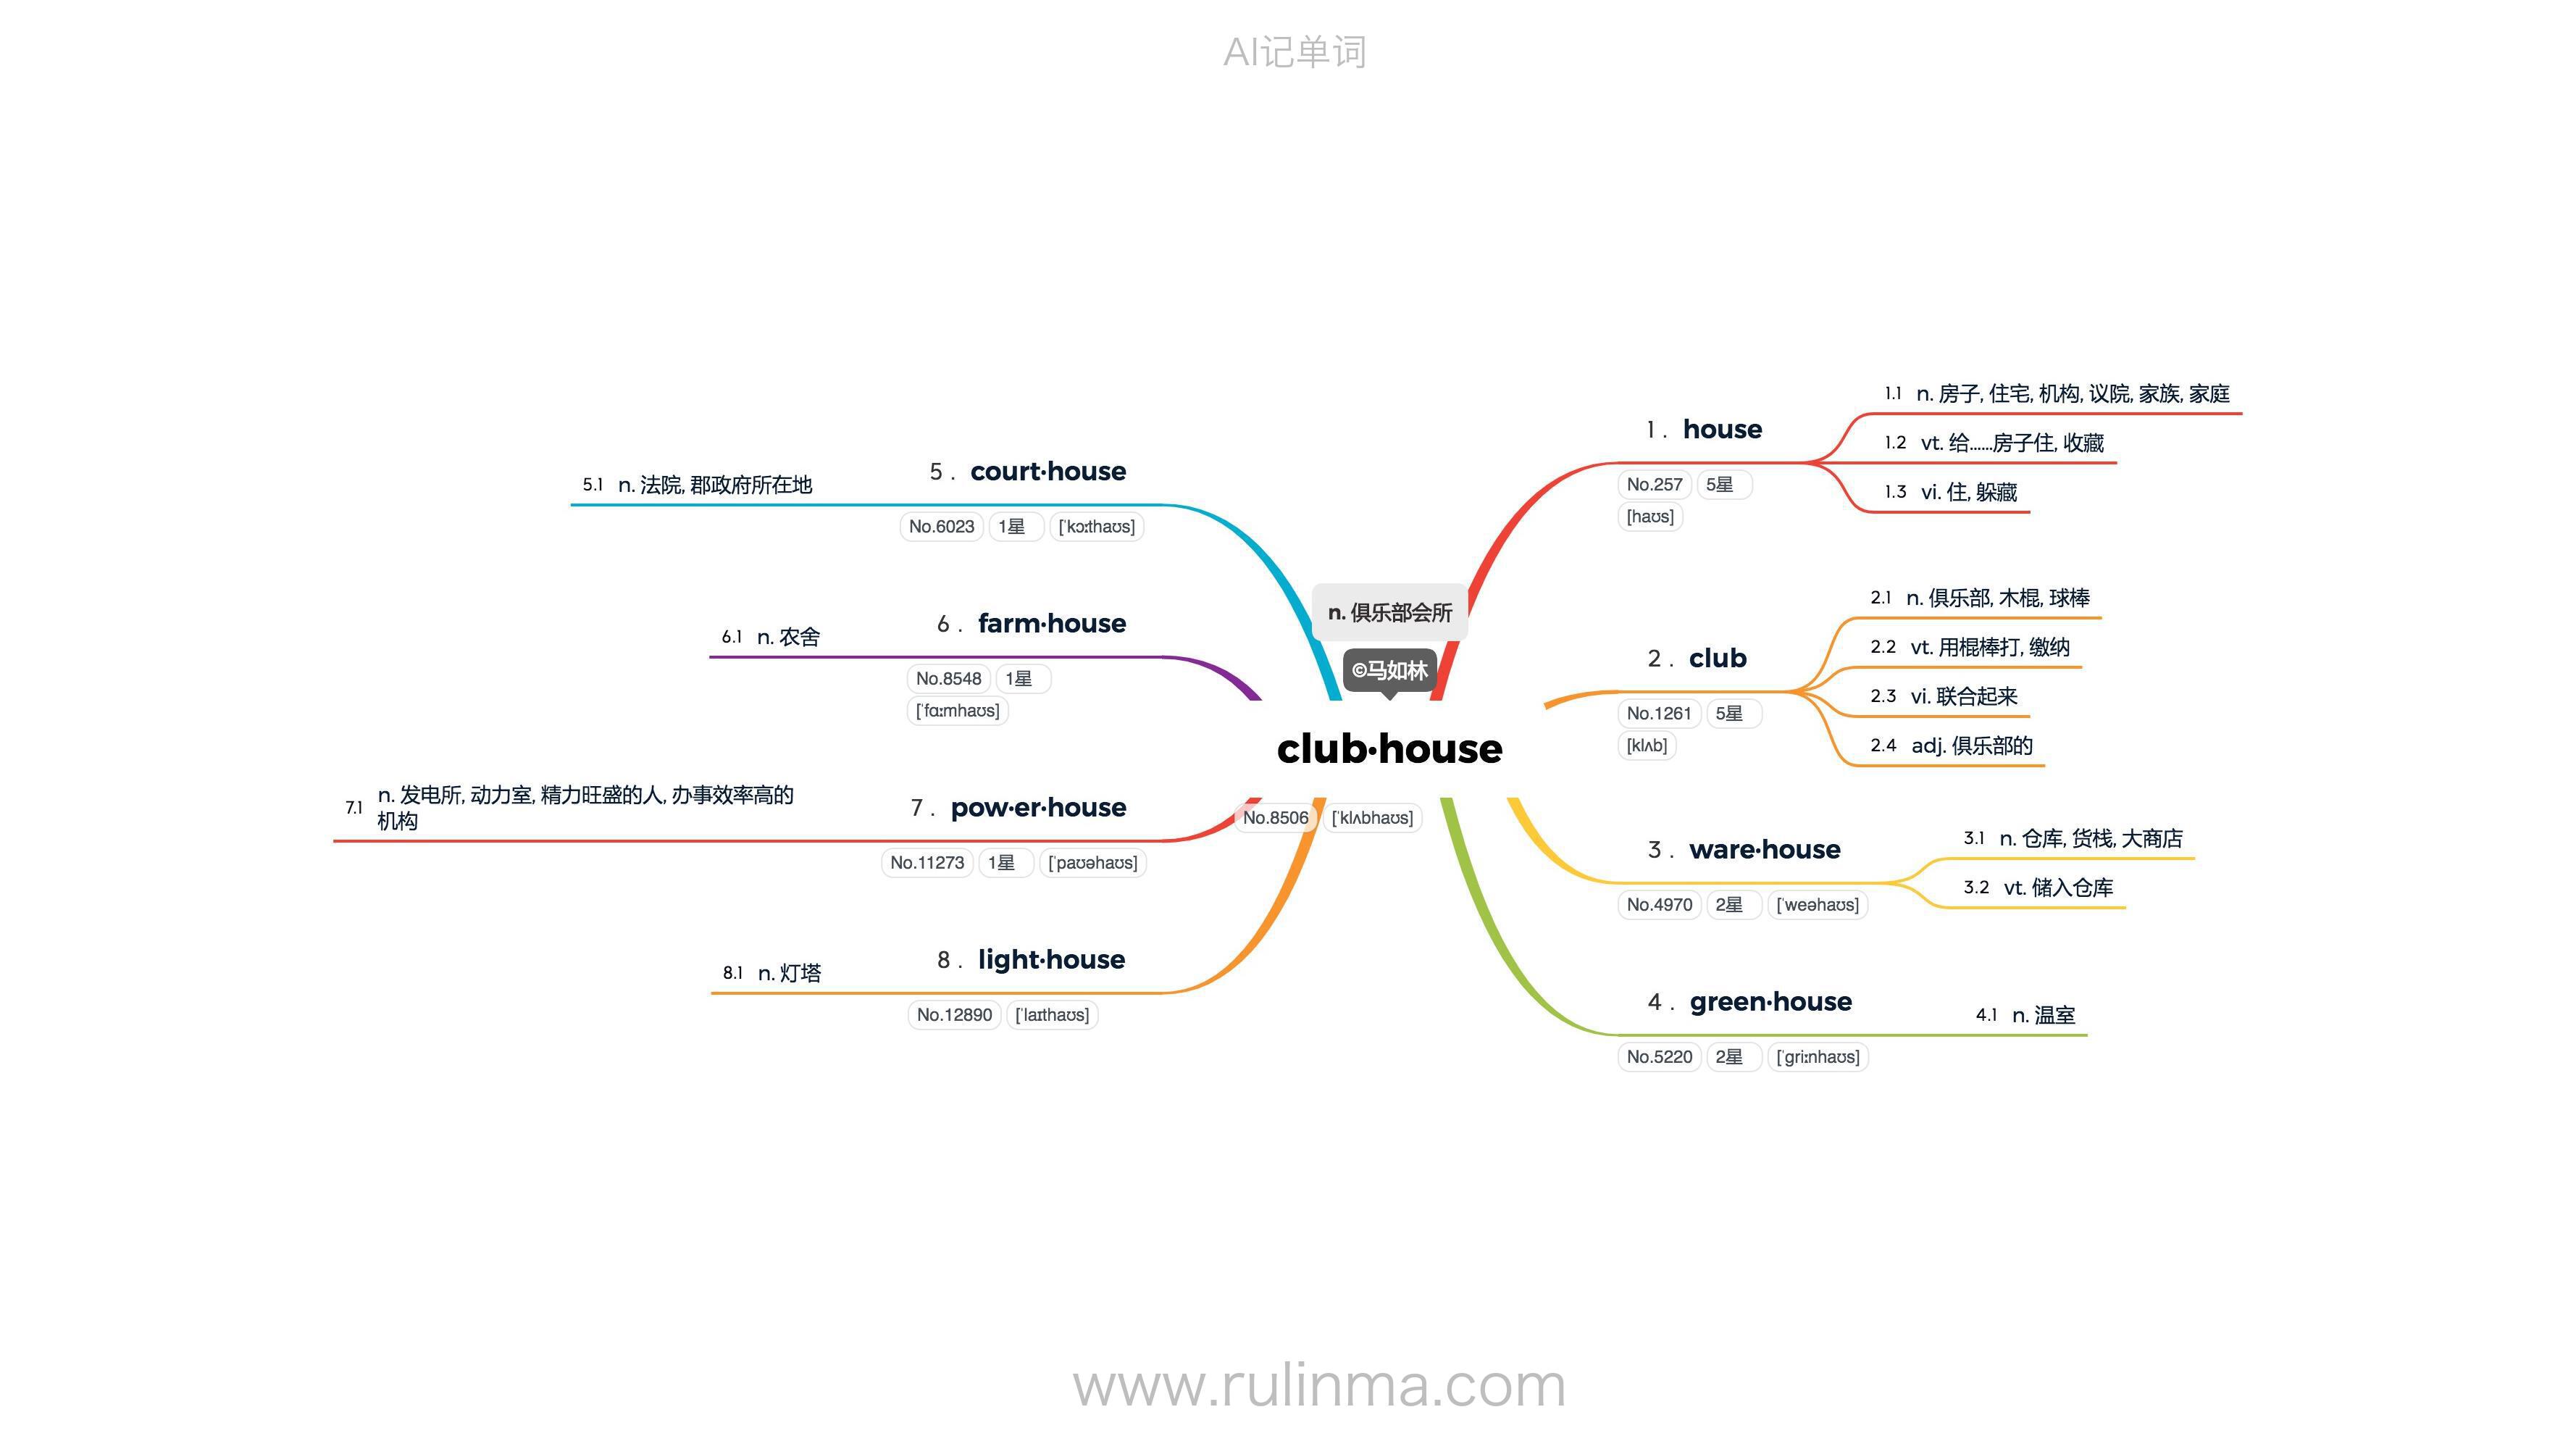 AI记单词
n. 俱乐部会所
©马如林
club·house
No.8506 ['klʌbhaʊs]
1 . house
No.257 5星
[haʊs]
1.1 n. 房子, 住宅, 机构, 议院, 家族, 家庭
1.2 vt. 给......房子住, 收藏
1.3 vi. 住, 躲藏
2 . club
No.1261 5星
[klʌb]
2.1 n. 俱乐部, 木棍, 球棒
2.2 vt. 用棍棒打, 缴纳
2.3 vi. 联合起来
2.4 adj. 俱乐部的
3 . ware·house
No.4970 2星 ['weəhaʊs]
3.1 n. 仓库, 货栈, 大商店
3.2 vt. 储入仓库
4 . green·house
No.5220 2星 ['ɡriːnhaʊs]
4.1 n. 温室
5 . court·house
No.6023 1星 ['kɔːthaʊs]
5.1 n. 法院, 郡政府所在地
6 . farm·house
No.8548 1星
['fɑːmhaʊs]
6.1 n. 农舍
7 . pow·er·house
No.11273 1星 ['paʊəhaʊs]
7.1 n. 发电所, 动力室, 精力旺盛的人, 办事效率高的
机构
8 . light·house
No.12890 ['laɪthaʊs]
8.1 n. 灯塔
www.rulinma.com